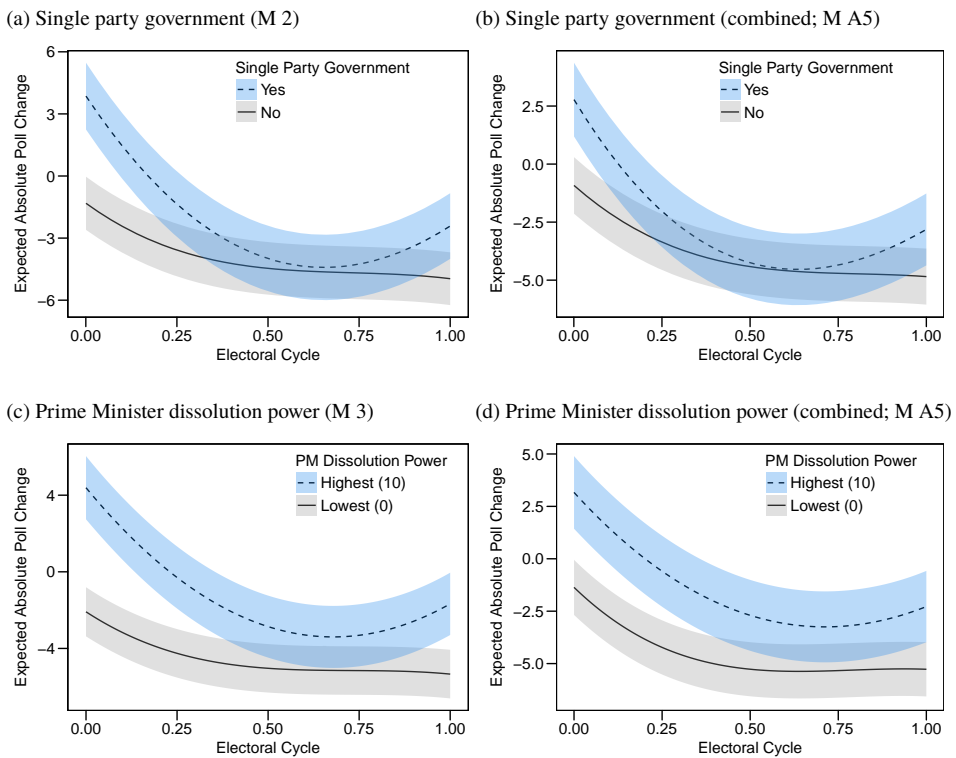 (a) Single party government (M 2)
Expected Absolute Poll Change
6
3
0
−3
−6
Single Party Government
Yes
No
0.00 0.25 0.50 0.75 1.00
Electoral Cycle
(b) Single party government (combined; M A5)
Expected Absolute Poll Change
2.5
0.0
−2.5
−5.0
Single Party Government
Yes
No
0.00 0.25 0.50 0.75 1.00
Electoral Cycle
(c) Prime Minister dissolution power (M 3)
Expected Absolute Poll Change
4
0
−4
PM Dissolution Power
Highest (10)
Lowest (0)
0.00 0.25 0.50 0.75 1.00
Electoral Cycle
(d) Prime Minister dissolution power (combined; M A5)
Expected Absolute Poll Change
5.0
2.5
0.0
−2.5
−5.0
PM Dissolution Power
Highest (10)
Lowest (0)
0.00 0.25 0.50 0.75 1.00
Electoral Cycle